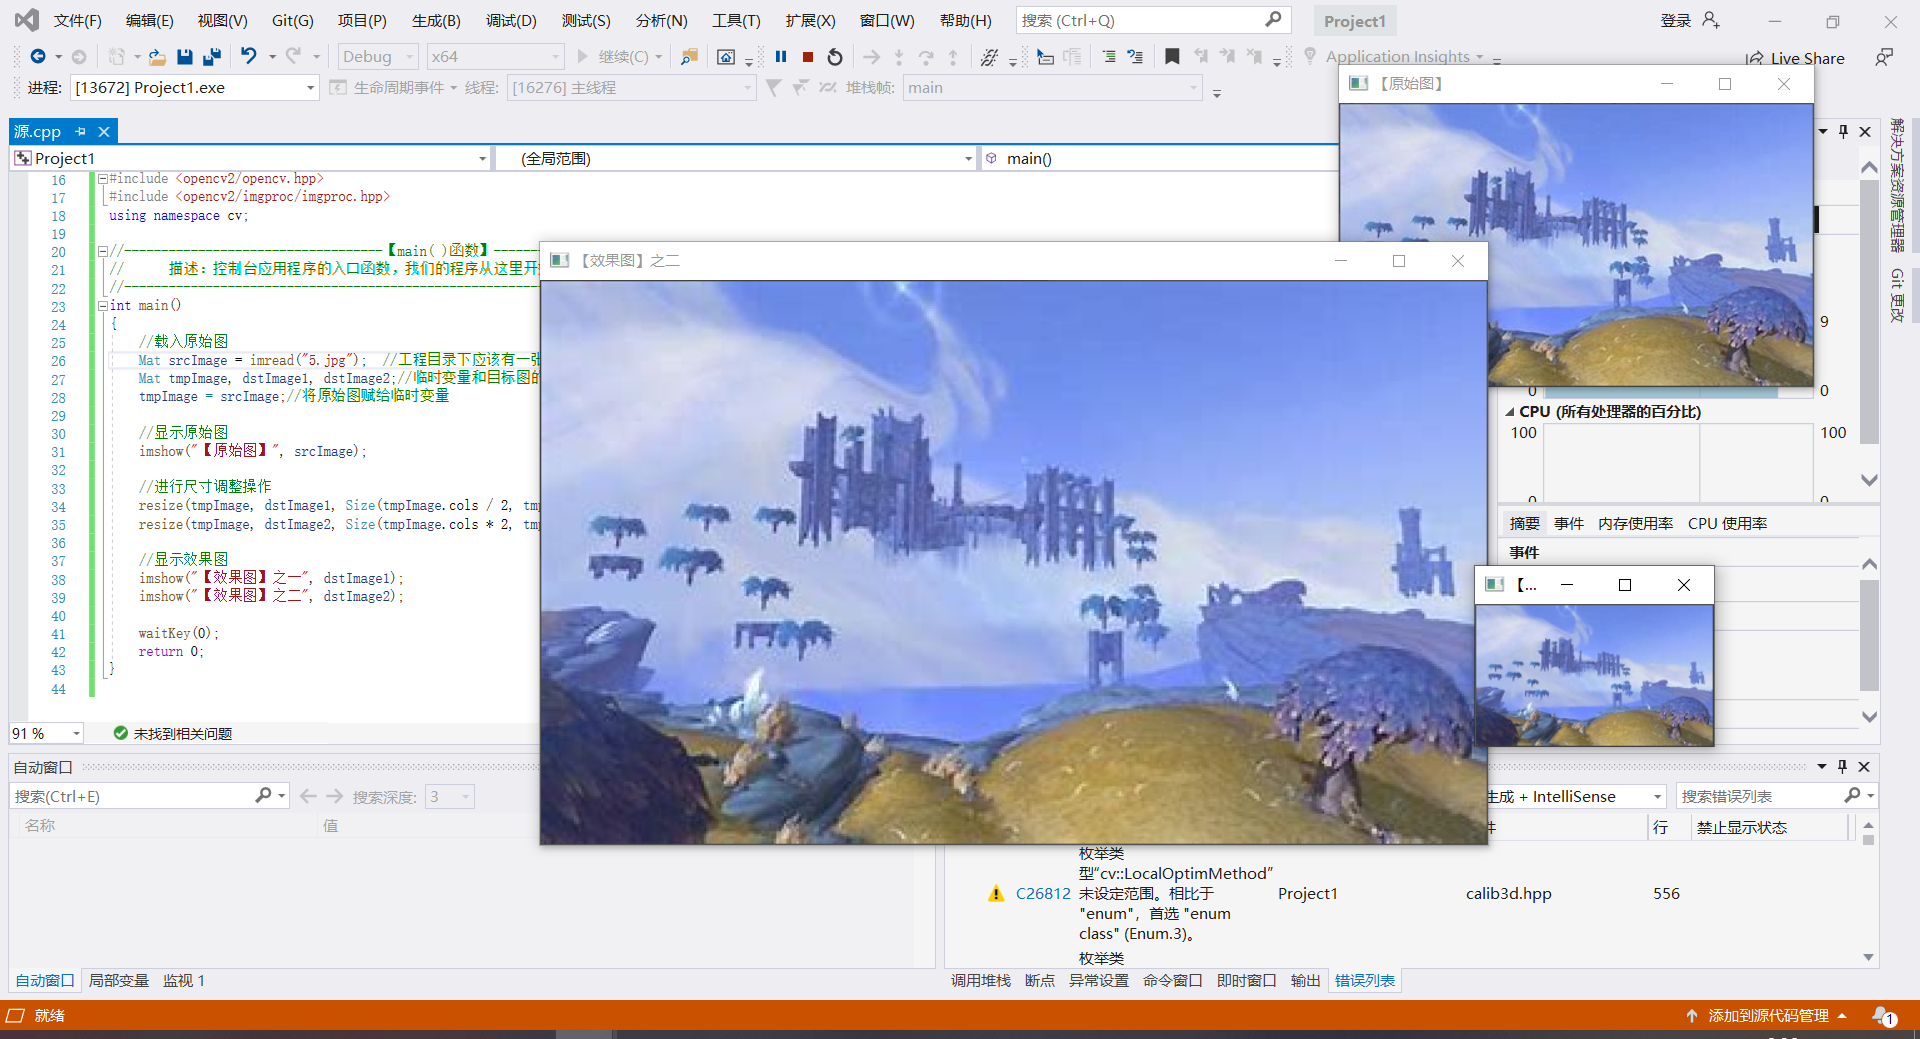 文件(F) 编辑(E) 视图(V) Git(G) 项目(P) 生成(B) 调试(D) 测试(S) 分析(N) 工具(T) 扩展(X) 窗口(W) 帮助(H) 搜索 (Ctrl+Q) Project1 登录
Debug x64 继续(C) Application Insights Live Share
进程: [13672] Project1.exe 生命周期事件 线程: [16276] 主线程 堆栈帧: main
【原始图】
源.cpp
Project1 (全局范围) main()
16 #include <opencv2/opencv.hpp>
17 #include <opencv2/imgproc/imgproc.hpp>
18 using namespace cv;
19
20 //-----------------------------------【main( )函数】------
21 // 描述：控制台应用程序的入口函数，我们的程序从这里开
22 //---------------------------------------------------------
23 int main()
24 {
25 //载入原始图
26 Mat srcImage = imread("5.jpg"); //工程目录下应该有一张
27 Mat tmpImage, dstImage1, dstImage2;//临时变量和目标图的
28 tmpImage = srcImage;//将原始图赋给临时变量
29
30 //显示原始图
31 imshow("【原始图】", srcImage);
32
33 //进行尺寸调整操作
34 resize(tmpImage, dstImage1, Size(tmpImage.cols / 2, tmp
35 resize(tmpImage, dstImage2, Size(tmpImage.cols * 2, tmp
36
37 //显示效果图
38 imshow("【效果图】之一", dstImage1);
39 imshow("【效果图】之二", dstImage2);
40
41 waitKey(0);
42 return 0;
43 }
44
91 % 未找到相关问题
【效果图】之二
解决方案资源管理器
Git 更改
9
0 0
CPU (所有处理器的百分比)
100 100
0 0
摘要 事件 内存使用率 CPU 使用率
事件
【...
自动窗口
搜索(Ctrl+E) 搜索深度: 3
名称 值
生成 + IntelliSense 搜索错误列表
行 禁止显示状态
枚举类
型“cv::LocalOptimMethod”
C26812 未设定范围。相比于 Project1 calib3d.hpp 556
"enum"，首选 "enum
class" (Enum.3)。
枚举类
自动窗口 局部变量 监视 1
调用堆栈 断点 异常设置 命令窗口 即时窗口 输出 错误列表
就绪 添加到源代码管理 1